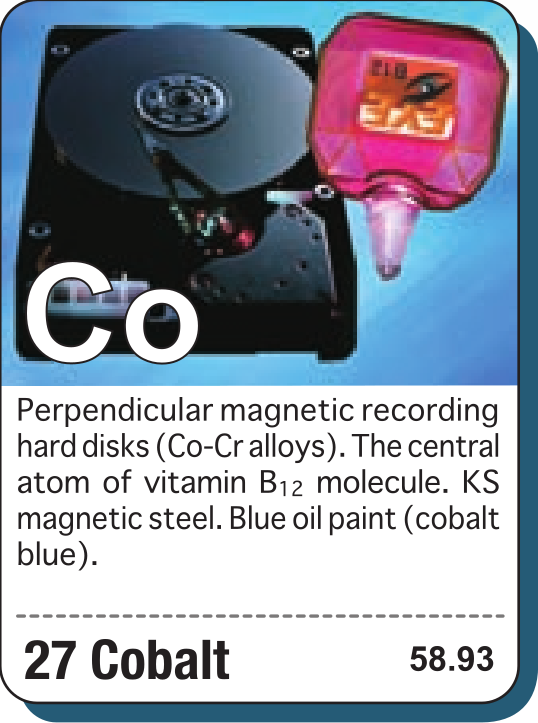 Co
Perpendicular magnetic recording
hard disks (Co-Cr alloys). The central
atom of vitamin B₁₂ molecule. KS
magnetic steel. Blue oil paint (cobalt
blue).
27 Cobalt
58.93